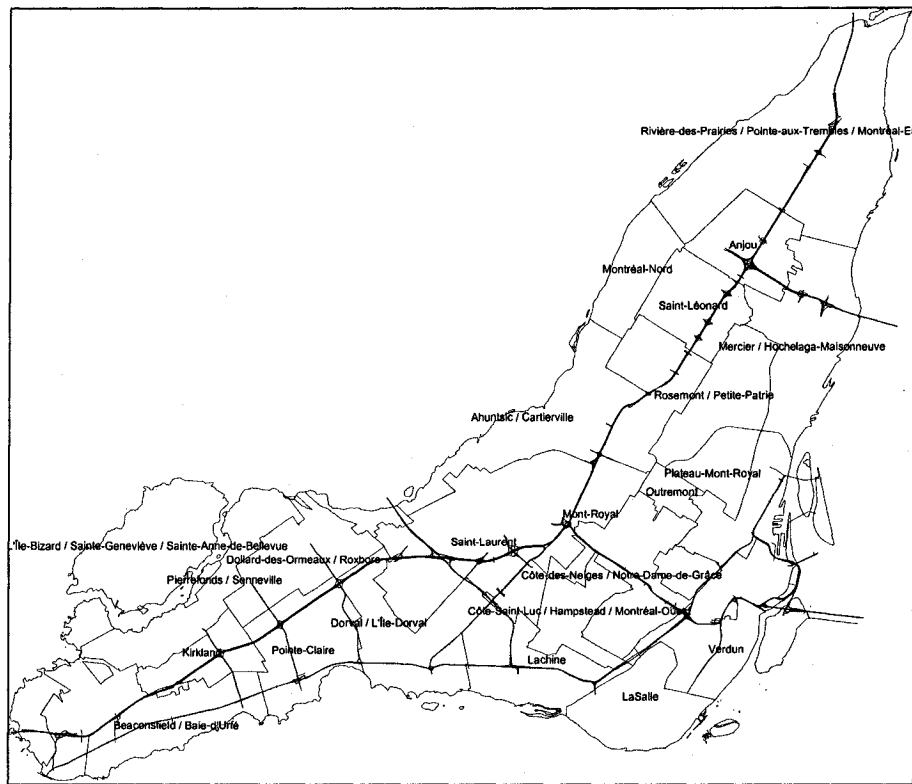 Rivière-des-Prairies / Pointe-aux-Trembles / Montréal-Es
Anjou
Montréal-Nord
Saint-Léonard
Mercier / Hochelaga-Maisonneuve
Rosemont / Petite-Patrie
Ahuntsic / Cartierville
Plateau-Mont-Royal
Outremont
Mont-Royal
Saint-Laurent
L'Île-Bizard / Sainte-Geneviève / Sainte-Anne-de-Bellevue
Dollard-des-Ormeaux / Roxboro
Côte-des-Neiges / Notre-Dame-de-Grâce
Pierrefonds / Senneville
Côte-Saint-Luc / Hampstead / Montréal-Ouest
Dorval / L'Île-Dorval
Kirkland
Pointe-Claire
Verdun
Lachine
LaSalle
Beaconsfield / Baie-d'Urfé